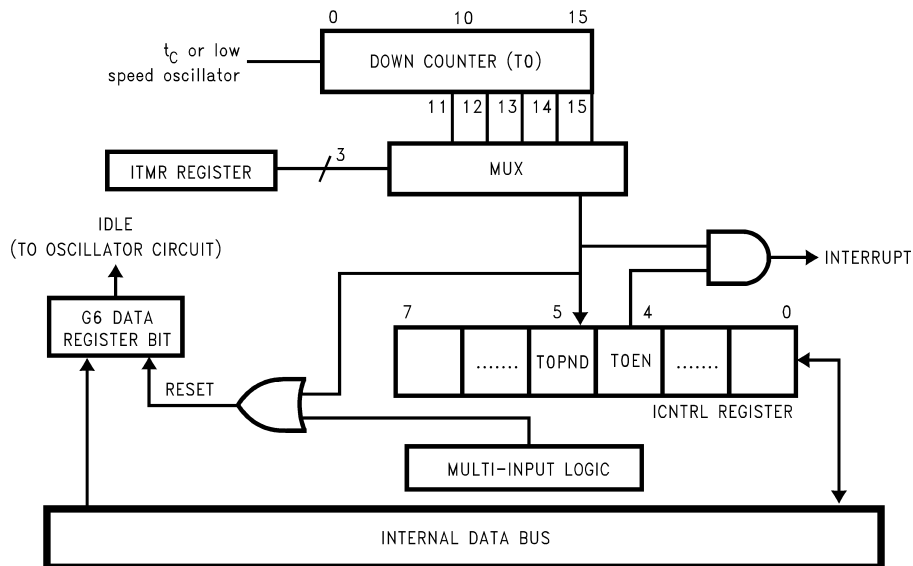 0 10 15
t_C or low
speed oscillator
DOWN COUNTER (T0)
11 12 13 14 15
ITMR REGISTER
3
MUX
IDLE
(TO OSCILLATOR CIRCUIT)
INTERRUPT
G6 DATA
REGISTER BIT
7 5 4 0
....... TOPND TOEN .......
RESET
ICNTRL REGISTER
MULTI-INPUT LOGIC
INTERNAL DATA BUS